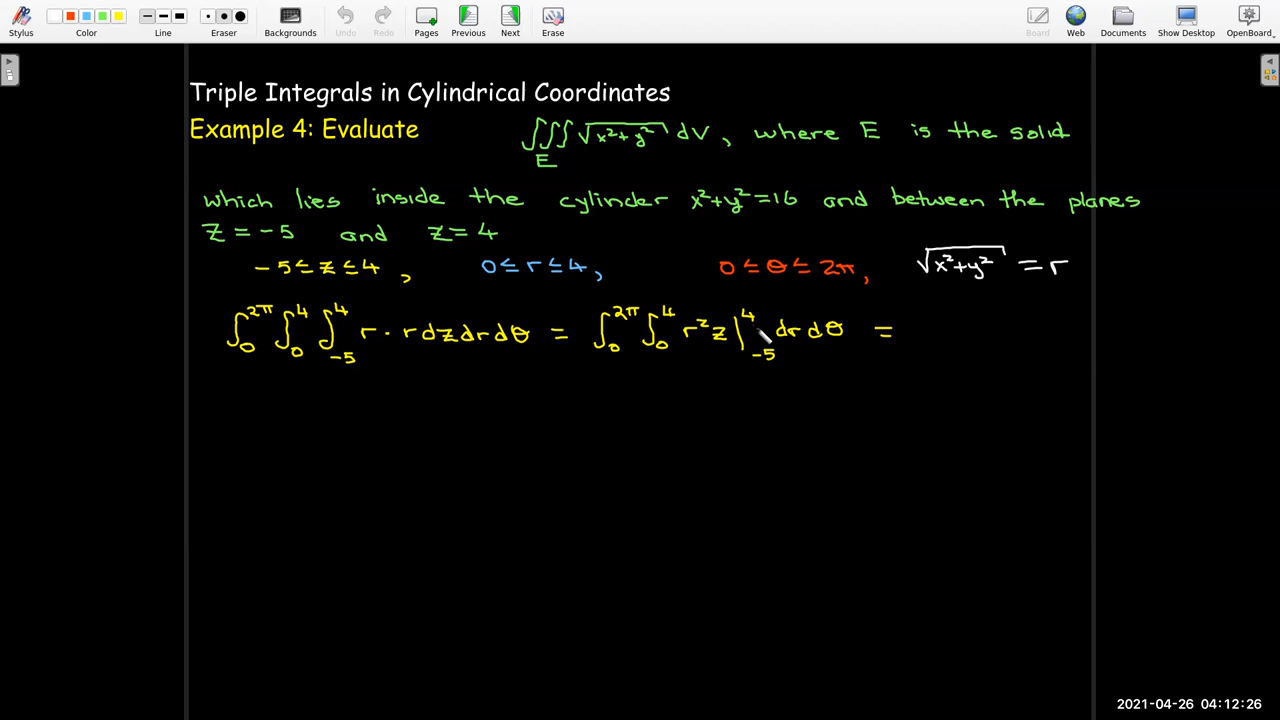 Stylus Color Line Eraser Backgrounds Undo Redo Pages Previous Next Erase Board Web Documents Show Desktop OpenBoard
Triple Integrals in Cylindrical Coordinates
Example 4: Evaluate ∭_E √(x²+y²) dV, where E is the solid
which lies inside the cylinder x²+y²=16 and between the planes
z = -5 and z = 4
-5 ≤ z ≤ 4, 0 ≤ r ≤ 4, 0 ≤ θ ≤ 2π, √(x²+y²) = r
∫₀^2π ∫₀^4 ∫₋₅^4 r · r dz dr dθ = ∫₀^2π ∫₀^4 r² z |₋₅^4 dr dθ =
2021-04-26 04:12:26